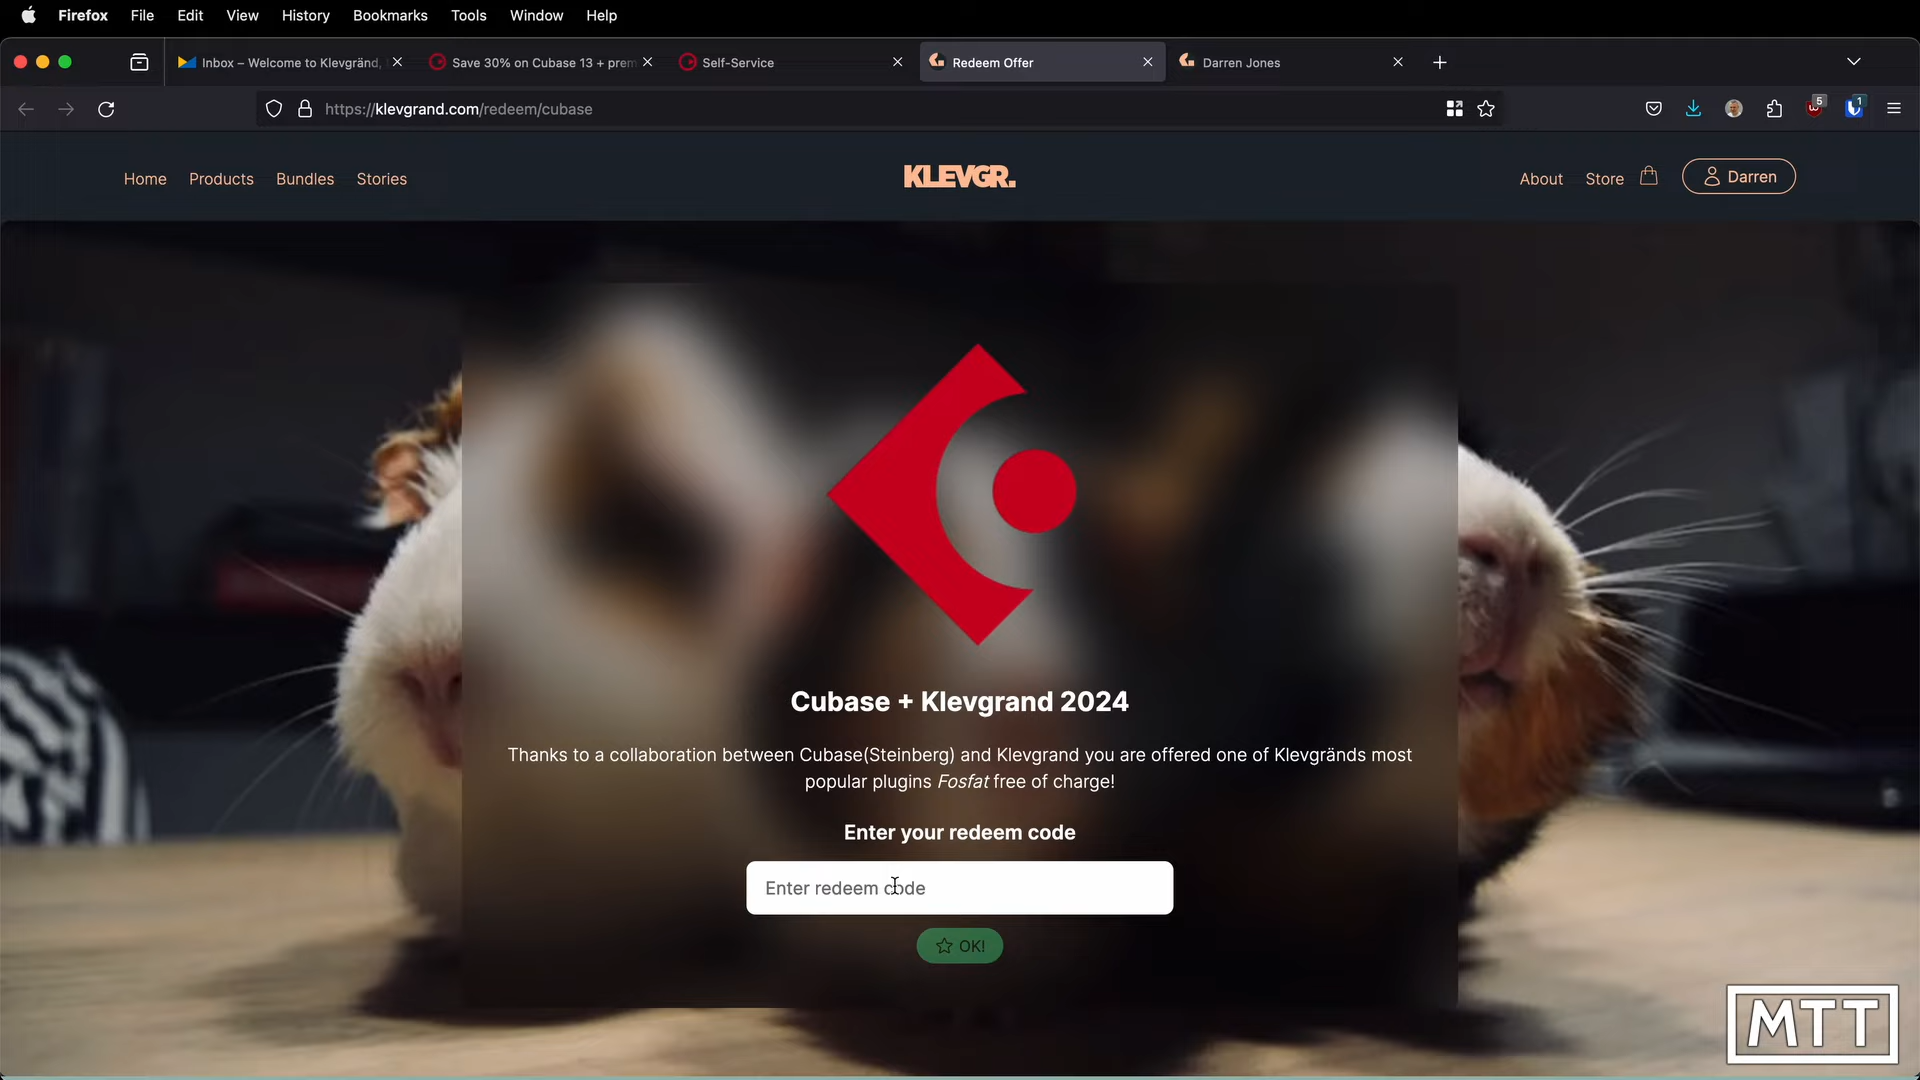 Firefox File Edit View History Bookmarks Tools Window Help
Inbox – Welcome to Klevgränd,
Save 30% on Cubase 13 + prem
Self-Service
Redeem Offer
Darren Jones
https://klevgrand.com/redeem/cubase
5
1
Home Products Bundles Stories
KLEVGR.
About Store
Darren
Cubase + Klevgrand 2024
Thanks to a collaboration between Cubase(Steinberg) and Klevgrand you are offered one of Klevgränds most
popular plugins Fosfat free of charge!
Enter your redeem code
Enter redeem code
OK!
MTT